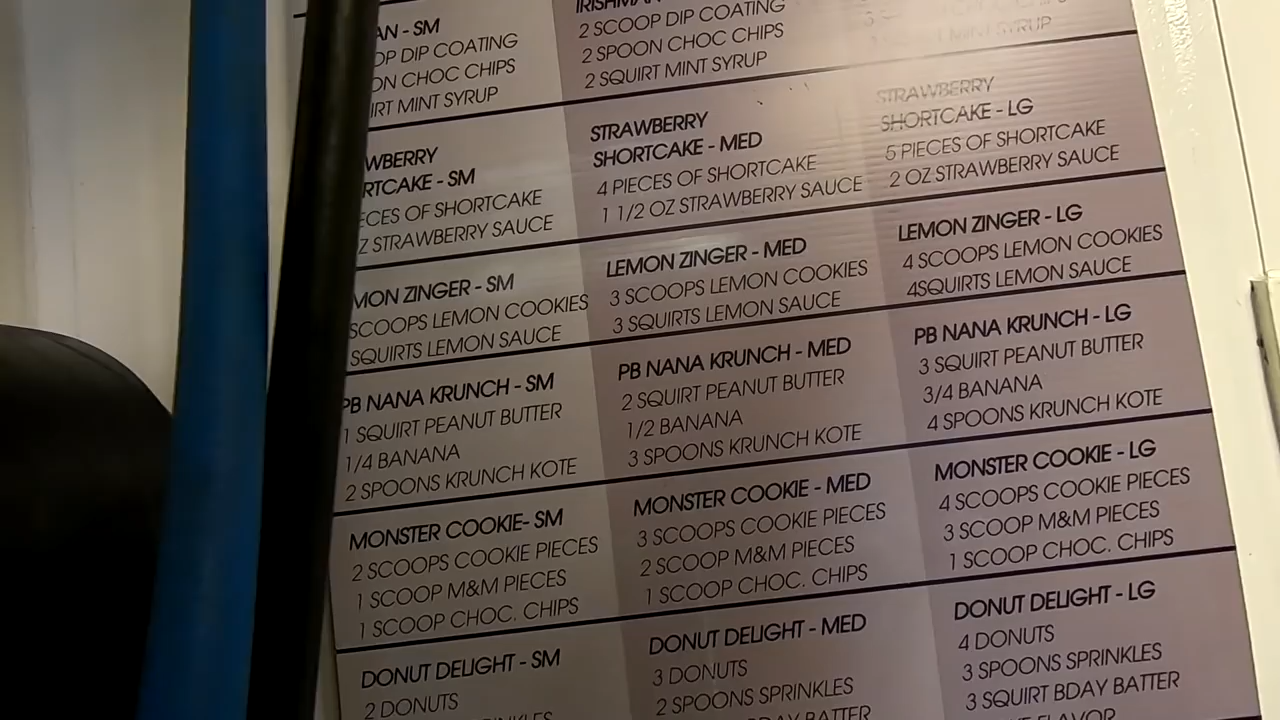 AN - SM
OP DIP COATING
ON CHOC CHIPS
IRT MINT SYRUP
IRISHMAN
2 SCOOP DIP COATING
2 SPOON CHOC CHIPS
2 SQUIRT MINT SYRUP
MINT SYRUP
WBERRY
RTCAKE - SM
ECES OF SHORTCAKE
Z STRAWBERRY SAUCE
STRAWBERRY
SHORTCAKE - MED
4 PIECES OF SHORTCAKE
1 1/2 OZ STRAWBERRY SAUCE
STRAWBERRY
SHORTCAKE - LG
5 PIECES OF SHORTCAKE
2 OZ STRAWBERRY SAUCE
MON ZINGER - SM
SCOOPS LEMON COOKIES
SQUIRTS LEMON SAUCE
LEMON ZINGER - MED
3 SCOOPS LEMON COOKIES
3 SQUIRTS LEMON SAUCE
LEMON ZINGER - LG
4 SCOOPS LEMON COOKIES
4SQUIRTS LEMON SAUCE
PB NANA KRUNCH - SM
1 SQUIRT PEANUT BUTTER
1/4 BANANA
2 SPOONS KRUNCH KOTE
PB NANA KRUNCH - MED
2 SQUIRT PEANUT BUTTER
1/2 BANANA
3 SPOONS KRUNCH KOTE
PB NANA KRUNCH - LG
3 SQUIRT PEANUT BUTTER
3/4 BANANA
4 SPOONS KRUNCH KOTE
MONSTER COOKIE- SM
2 SCOOPS COOKIE PIECES
1 SCOOP M&M PIECES
1 SCOOP CHOC. CHIPS
MONSTER COOKIE - MED
3 SCOOPS COOKIE PIECES
2 SCOOP M&M PIECES
1 SCOOP CHOC. CHIPS
MONSTER COOKIE - LG
4 SCOOPS COOKIE PIECES
3 SCOOP M&M PIECES
1 SCOOP CHOC. CHIPS
DONUT DELIGHT - SM
2 DONUTS
DONUT DELIGHT - MED
3 DONUTS
2 SPOONS SPRINKLES
BDAY BATTER
DONUT DELIGHT - LG
4 DONUTS
3 SPOONS SPRINKLES
3 SQUIRT BDAY BATTER
FLAVOR